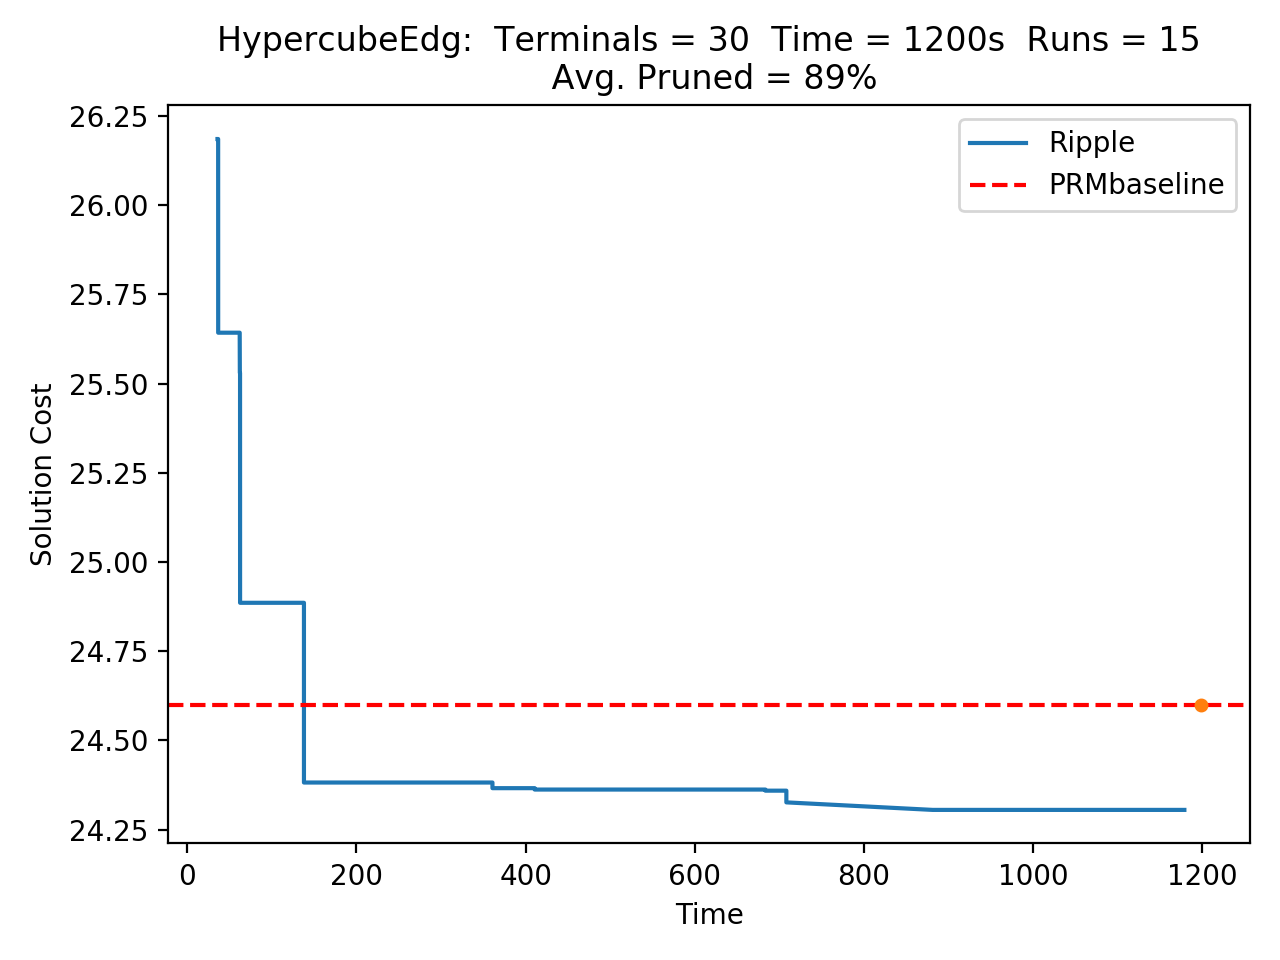 HypercubeEdg: Terminals = 30 Time = 1200s Runs = 15
Avg. Pruned = 89%
26.25
26.00
25.75
25.50
25.25
25.00
24.75
24.50
24.25
Solution Cost
Ripple
PRMbaseline
0 200 400 600 800 1000 1200
Time